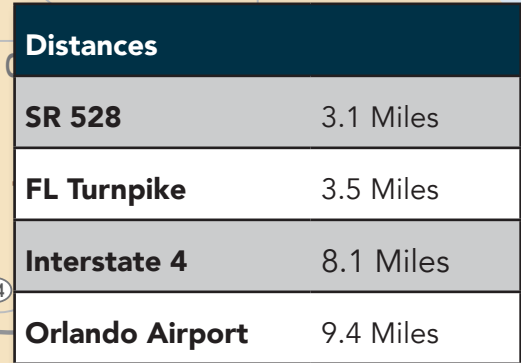 Distances
SR 528 3.1 Miles
FL Turnpike 3.5 Miles
Interstate 4 8.1 Miles
Orlando Airport 9.4 Miles